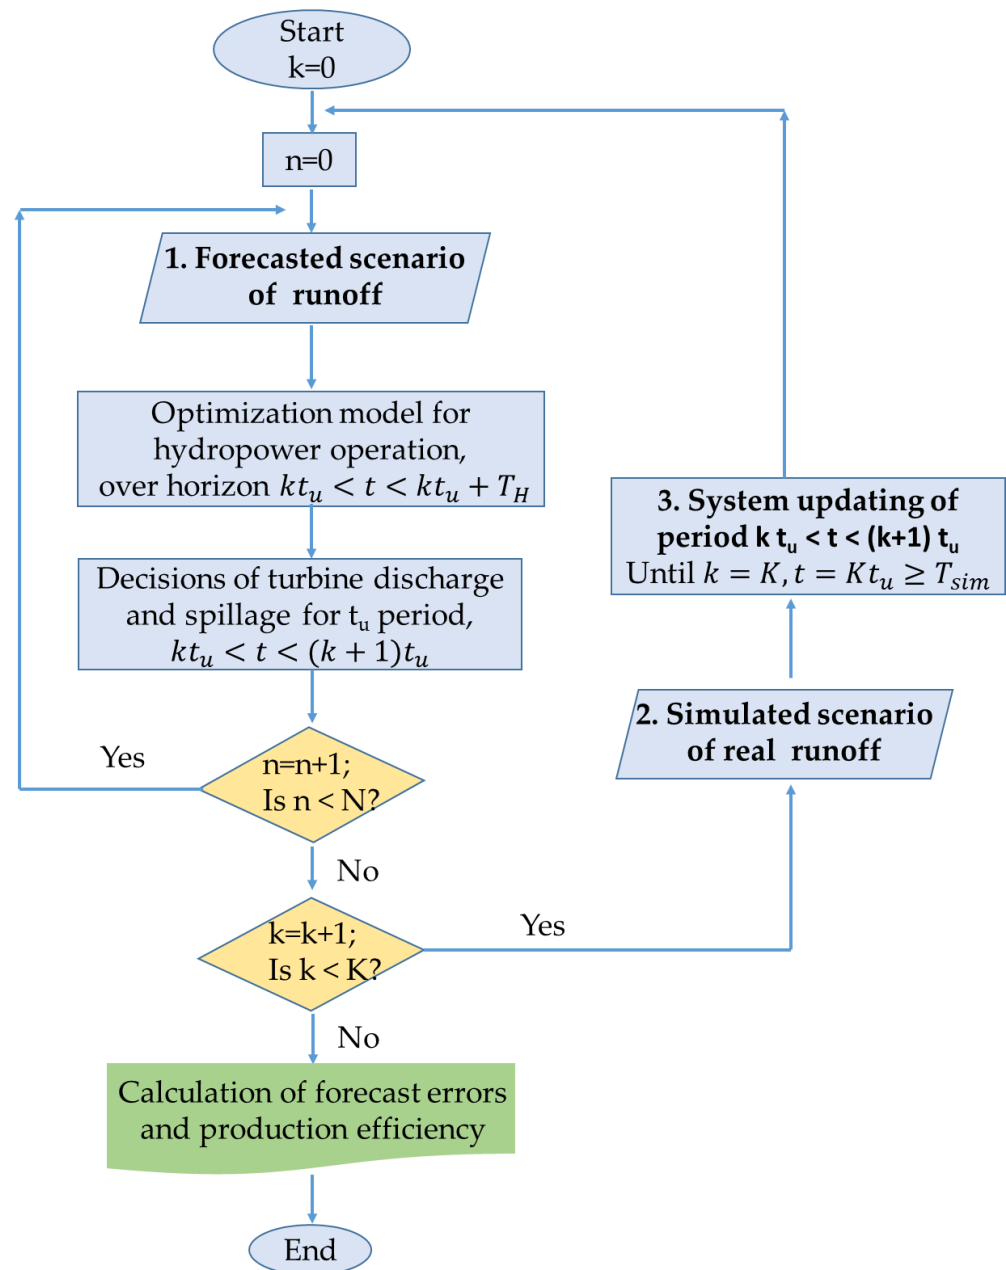 Start
k=0
n=0
1. Forecasted scenario
of runoff
Optimization model for
hydropower operation,
over horizon 𝑘𝑡ᵤ < 𝑡 < 𝑘𝑡ᵤ + 𝑇_H
Decisions of turbine discharge
and spillage for tᵤ period,
𝑘𝑡ᵤ < 𝑡 < (𝑘 + 1)𝑡ᵤ
Yes
n=n+1;
Is n < N?
No
k=k+1;
Is k < K?
Yes
No
3. System updating of
period k tᵤ < t < (k+1) tᵤ
Until 𝑘 = 𝐾, 𝑡 = 𝐾𝑡ᵤ ≥ 𝑇_sim
2. Simulated scenario
of real runoff
Calculation of forecast errors
and production efficiency
End